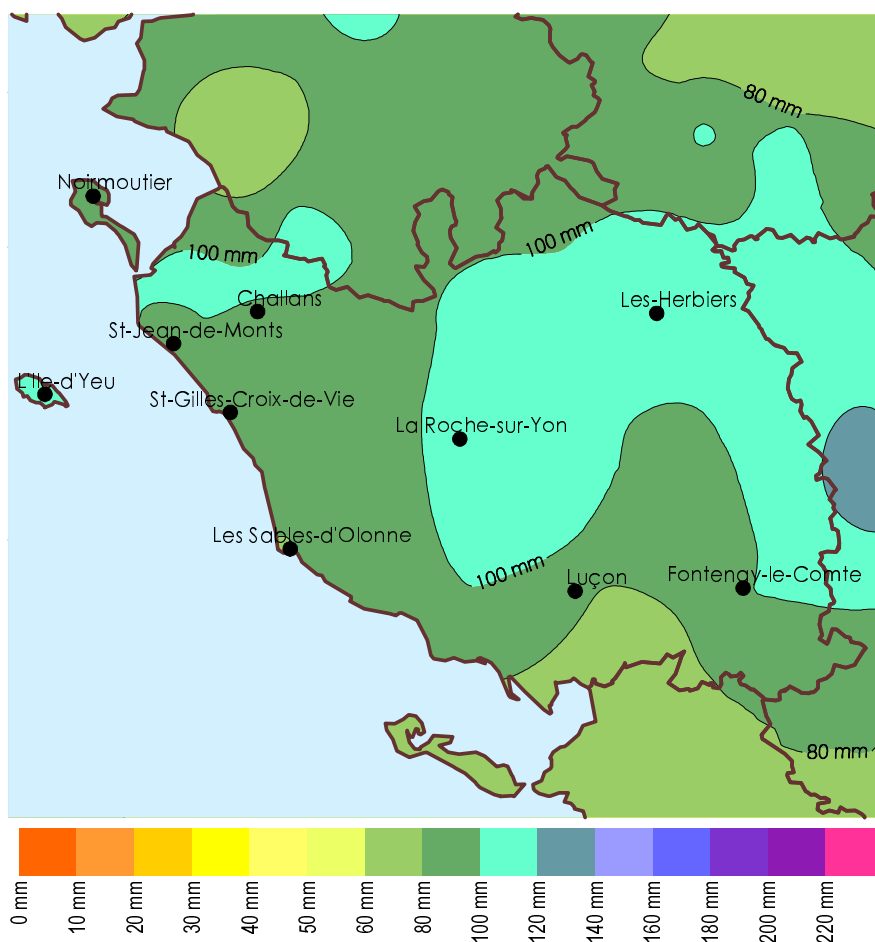 80 mm
Noirmoutier
100 mm
100 mm
Challans
Les-Herbiers
St-Jean-de-Monts
L'Ile-d'Yeu
St-Gilles-Croix-de-Vie
La Roche-sur-Yon
Les Sables-d'Olonne
100 mm
Luçon
Fontenay-le-Comte
80 mm
0 mm
10 mm
20 mm
30 mm
40 mm
50 mm
60 mm
80 mm
100 mm
120 mm
140 mm
160 mm
180 mm
200 mm
220 mm